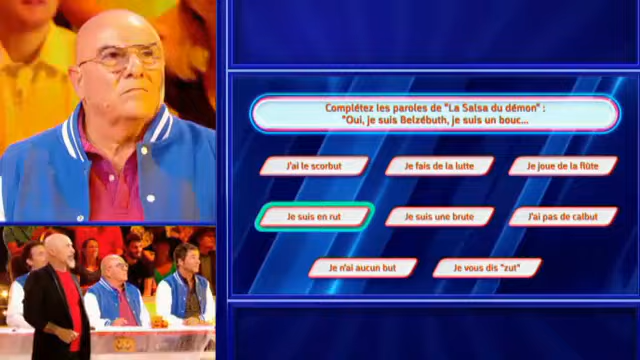 Complétez les paroles de "La Salsa du démon" :
"Oui, je suis Belzébuth, je suis un bouc...
J'ai le scorbut
Je fais de la lutte
Je joue de la flûte
Je suis en rut
Je suis une brute
J'ai pas de calbut
Je n'ai aucun but
Je vous dis "zut"